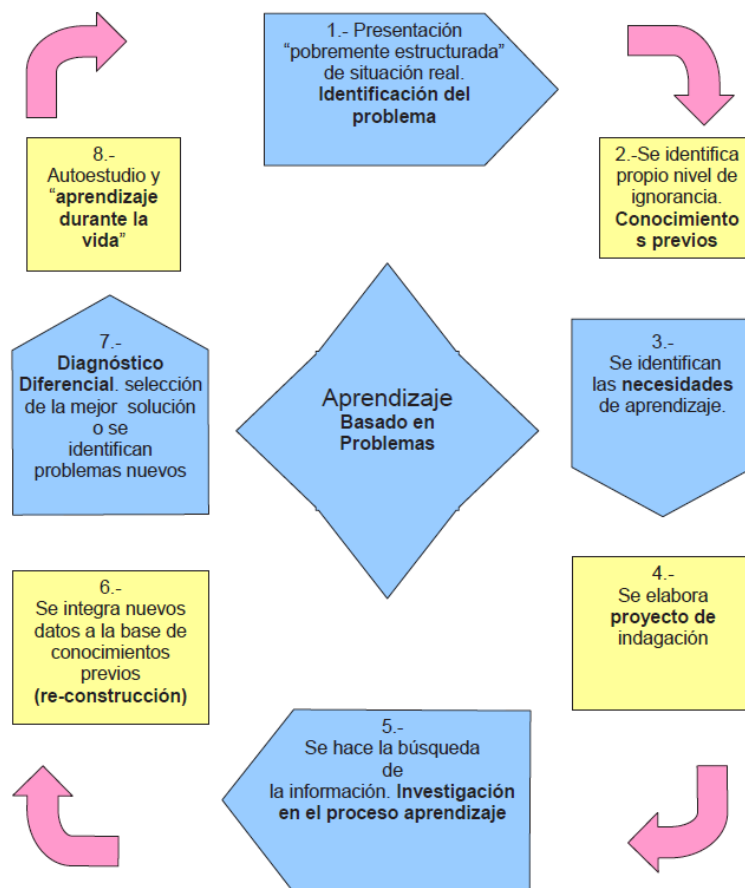 1.- Presentación
“pobremente estructurada”
de situación real.
Identificación del
problema
2.-Se identifica
propio nivel de
ignorancia.
Conocimiento
s previos
3.-
Se identifican
las necesidades
de aprendizaje.
4.-
Se elabora
proyecto de
indagación
5.-
Se hace la búsqueda
de
la información. Investigación
en el proceso aprendizaje
6.-
Se integra nuevos
datos a la base de
conocimientos
previos
(re-construcción)
7.-
Diagnóstico
Diferencial. selección
de la mejor solución
o se
identifican
problemas nuevos
8.-
Autoestudio y
“aprendizaje
durante la
vida”
Aprendizaje
Basado en
Problemas